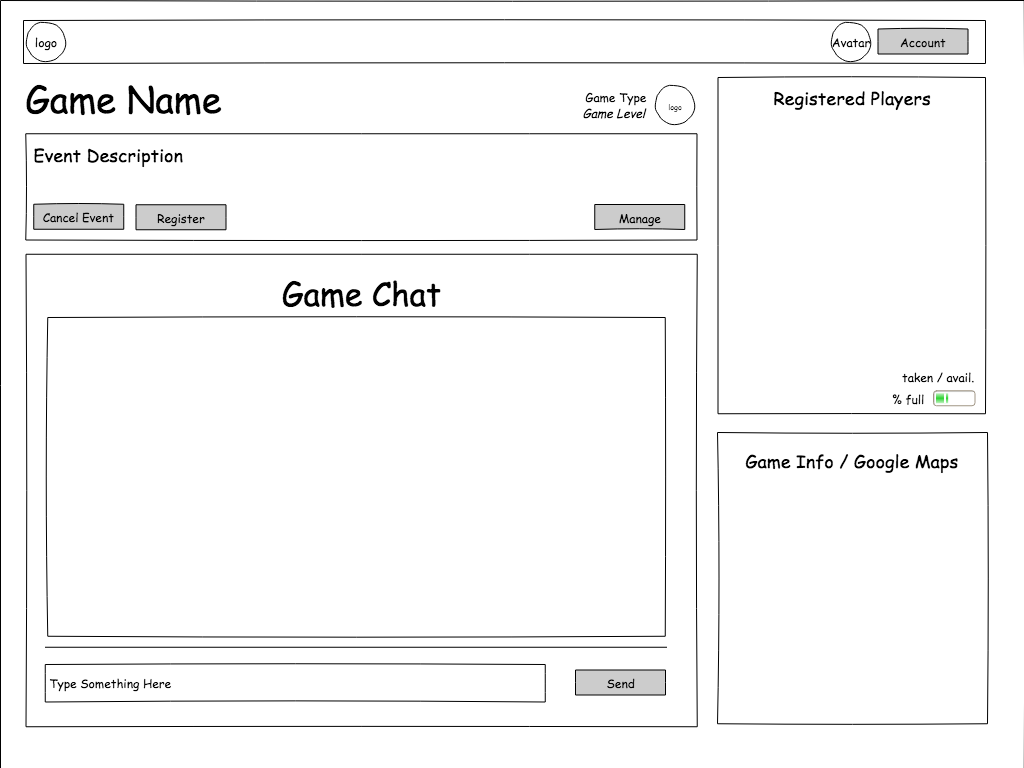 logo
Avatar
Account
Game Name
Game Type
Game Level
logo
Event Description
Cancel Event
Register
Manage
Game Chat
Type Something Here
Send
Registered Players
taken / avail.
% full
Game Info / Google Maps